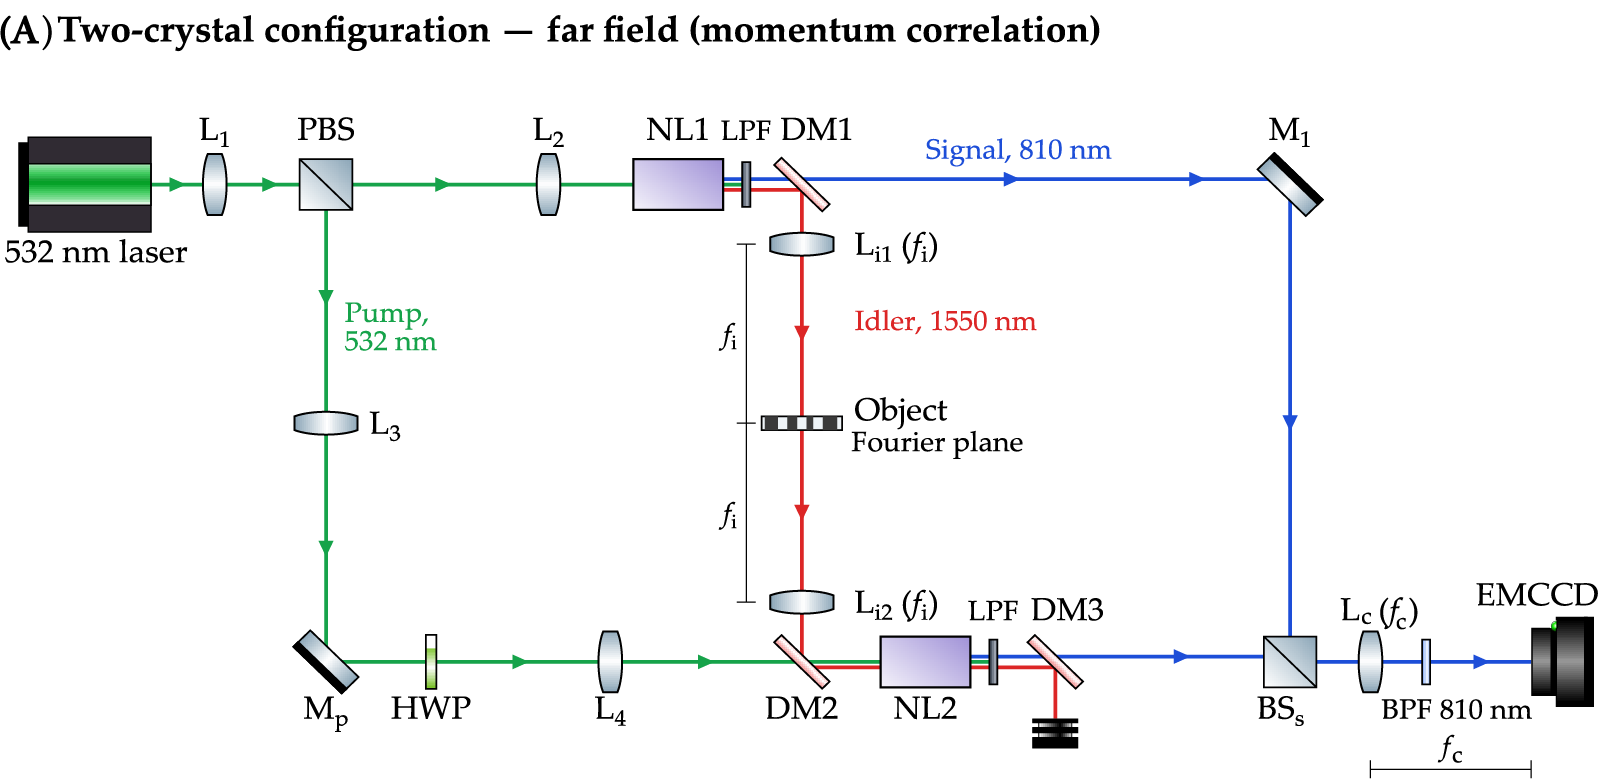 (A) Two-crystal configuration — far field (momentum correlation)
L1
PBS
L2
NL1
LPF
DM1
M1
Signal, 810 nm
532 nm laser
Li1 (fi)
Pump,
532 nm
fi
Idler, 1550 nm
L3
Object
Fourier plane
fi
Li2 (fi)
LPF
DM3
Lc (fc)
EMCCD
Mp
HWP
L4
DM2
NL2
BSs
BPF 810 nm
fc